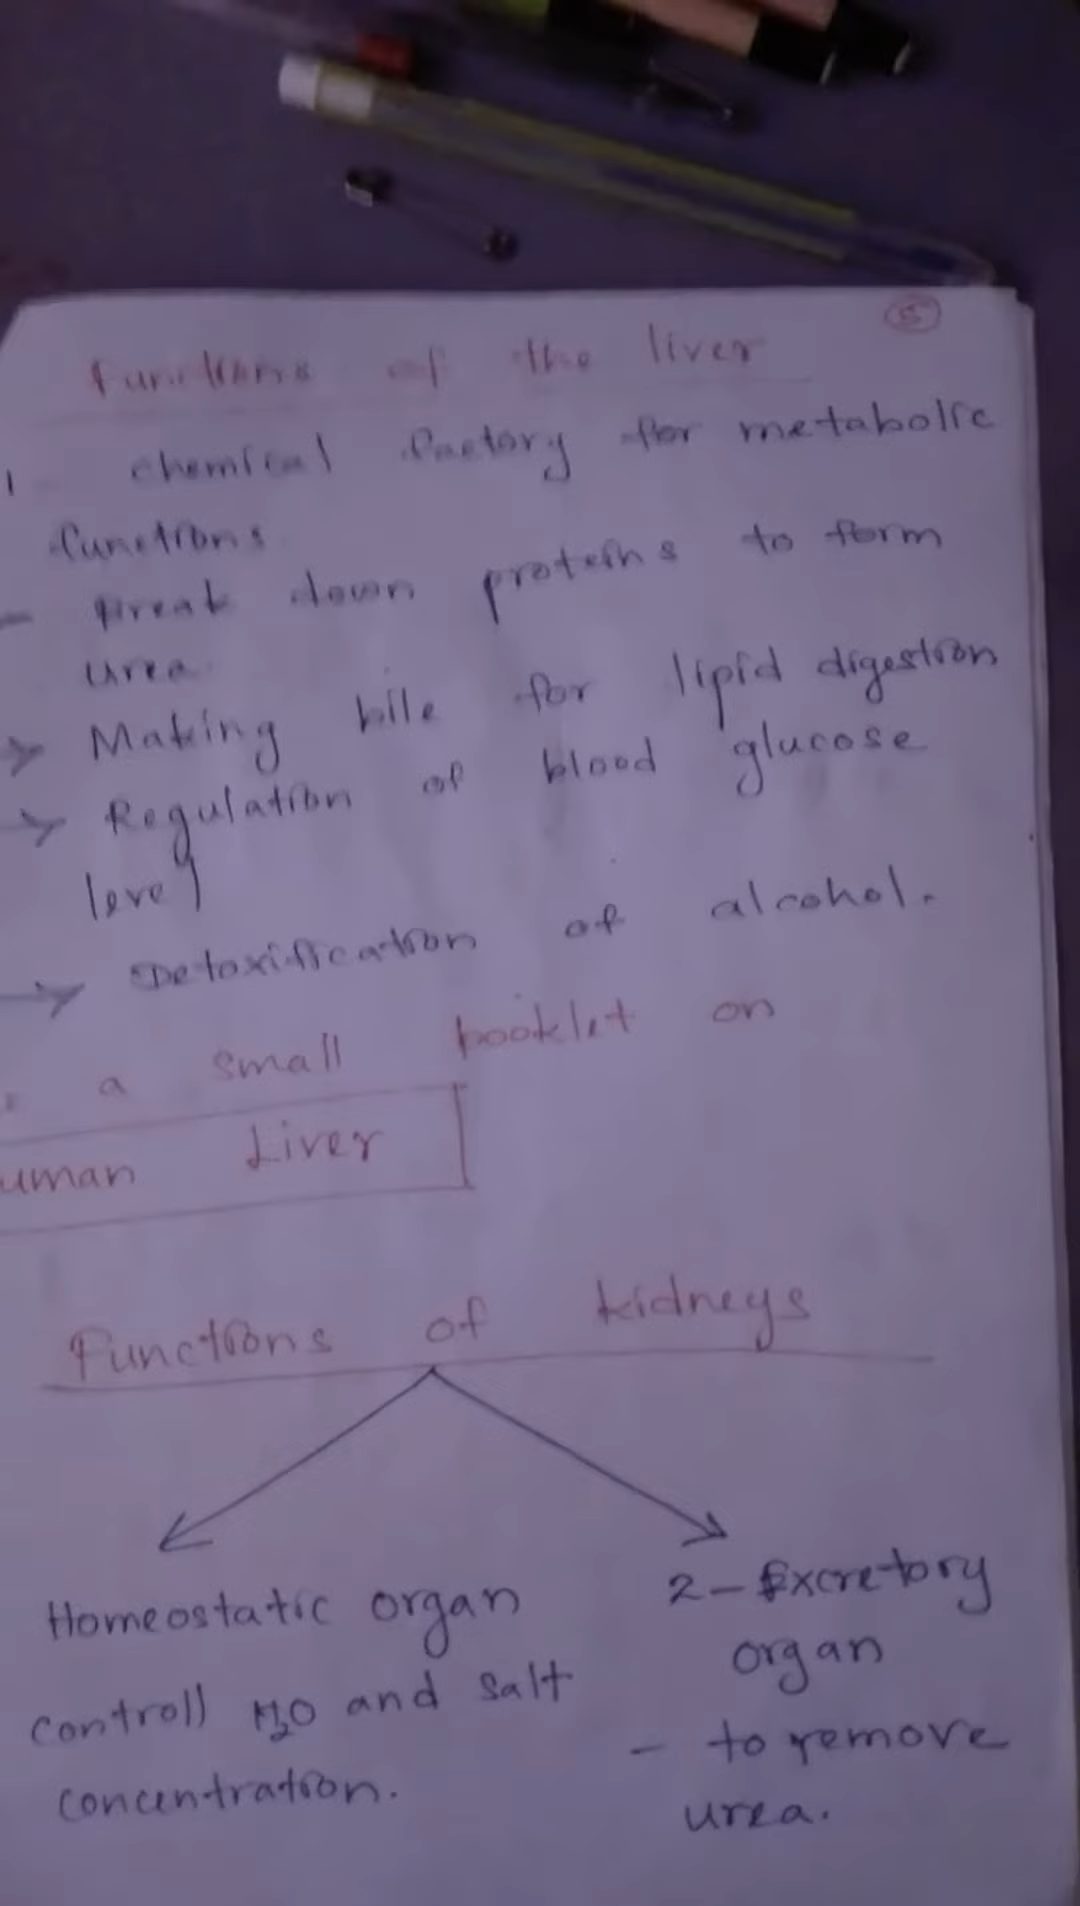 5
Functions of the liver
1 chemical factory for metabolic
functions
- Break down proteins to form
urea.
→ Making bile for lipid digestion
→ Regulation of blood glucose
level
→ Detoxification of alcohol.
a small booklet on
uman Liver
Functions of kidneys
Homeostatic organ
controll H2O and salt
concentration.
2- Excretory
organ
- to remove
urea.